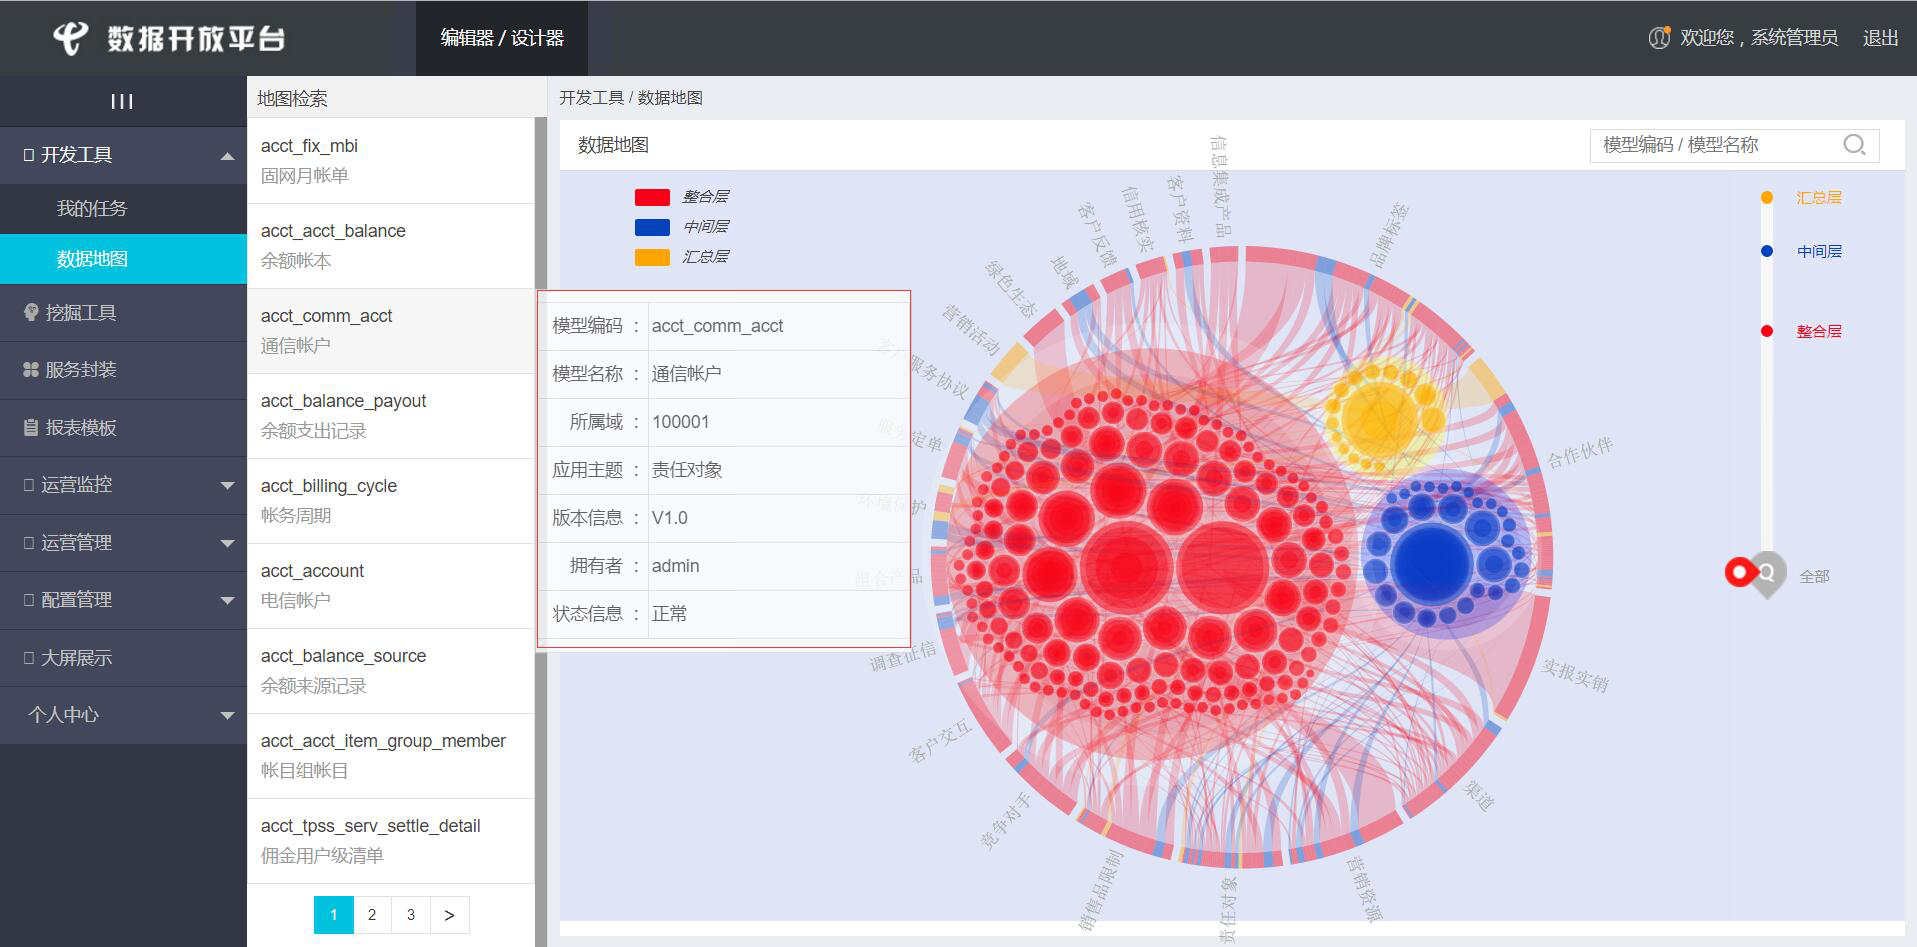 数据开放平台
编辑器 / 设计器
欢迎您，系统管理员
退出
开发工具
我的任务
数据地图
挖掘工具
服务封装
报表模板
运营监控
运营管理
配置管理
大屏展示
个人中心
地图检索
acct_fix_mbi
固网月帐单
acct_acct_balance
余额帐本
acct_comm_acct
通信帐户
acct_balance_payout
余额支出记录
acct_billing_cycle
帐务周期
acct_account
电信帐户
acct_balance_source
余额来源记录
acct_acct_item_group_member
帐目组帐目
acct_tpss_serv_settle_detail
佣金用户级清单
1
2
3
>
开发工具 / 数据地图
数据地图
模型编码 / 模型名称
整合层
中间层
汇总层
模型编码 ： acct_comm_acct
模型名称 ： 通信帐户
所属域 ： 100001
应用主题 ： 责任对象
版本信息 ： V1.0
拥有者 ： admin
状态信息 ： 正常
信息集成产品
客户资料
信用核实
客户反馈
地域
绿色生态
营销活动
客户服务协议
服务定单
环境保护
组合产品
调查征信
客户交互
竞争对手
销售品限制
责任对象
营销资源
渠道
实报实销
合作伙伴
品牌标签
汇总层
中间层
整合层
全部